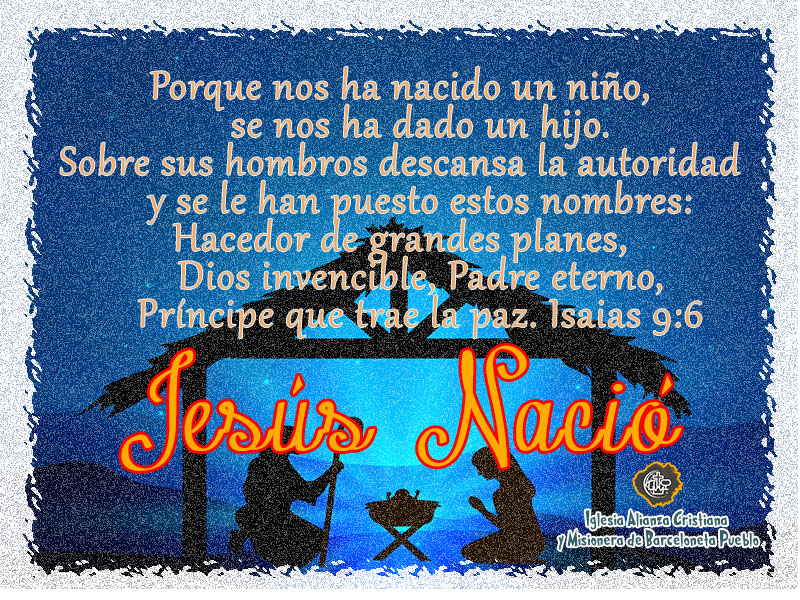 Porque nos ha nacido un niño,
se nos ha dado un hijo.
Sobre sus hombros descansa la autoridad
y se le han puesto estos nombres:
Hacedor de grandes planes,
Dios invencible, Padre eterno,
Príncipe que trae la paz. Isaias 9:6
Jesús Nació
Iglesia Alianza Cristiana
y Misionera de Barceloneta Pueblo